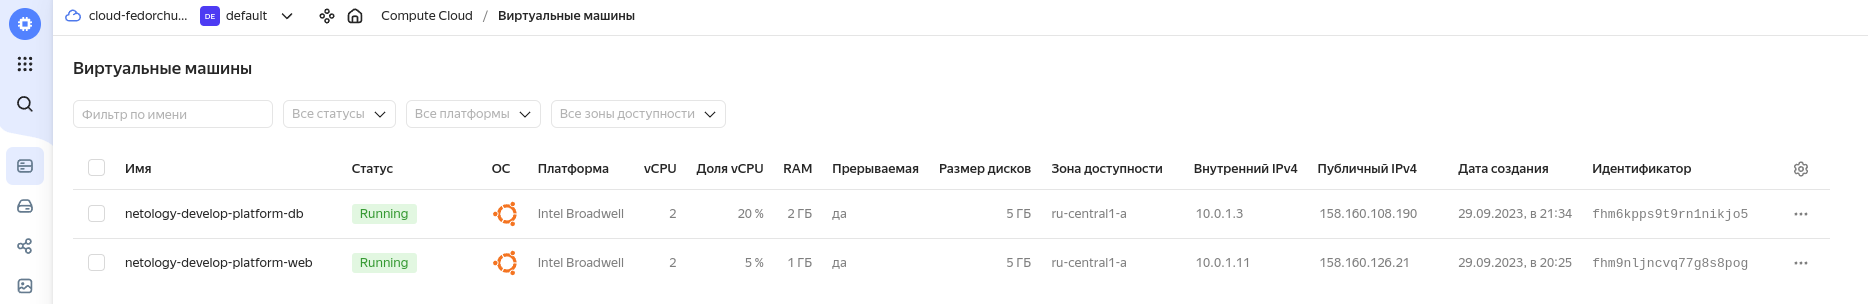 cloud-fedorchu... DE default Compute Cloud / Виртуальные машины
Виртуальные машины
Фильтр по имени Все статусы Все платформы Все зоны доступности
Имя Статус ОС Платформа vCPU Доля vCPU RAM Прерываемая Размер дисков Зона доступности Внутренний IPv4 Публичный IPv4 Дата создания Идентификатор
netology-develop-platform-db Running Intel Broadwell 2 20 % 2 ГБ да 5 ГБ ru-central1-a 10.0.1.3 158.160.108.190 29.09.2023, в 21:34 fhm6kpps9t9rn1nikjo5
netology-develop-platform-web Running Intel Broadwell 2 5 % 1 ГБ да 5 ГБ ru-central1-a 10.0.1.11 158.160.126.21 29.09.2023, в 20:25 fhm9nljncvq77g8s8pog